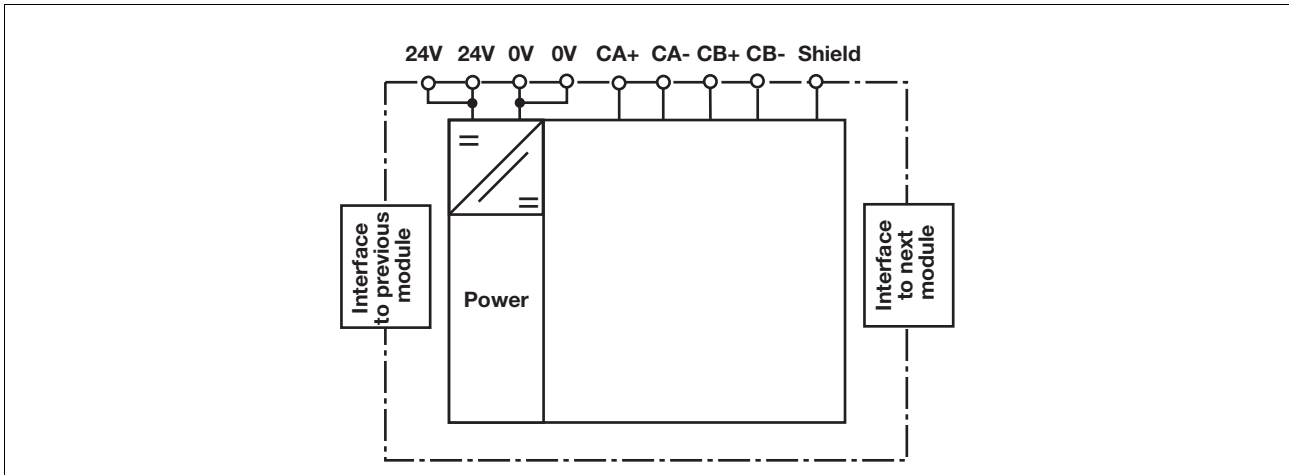 24V 24V 0V 0V CA+ CA- CB+ CB- Shield
Interface
to previous
module
Power
Interface
to next
module